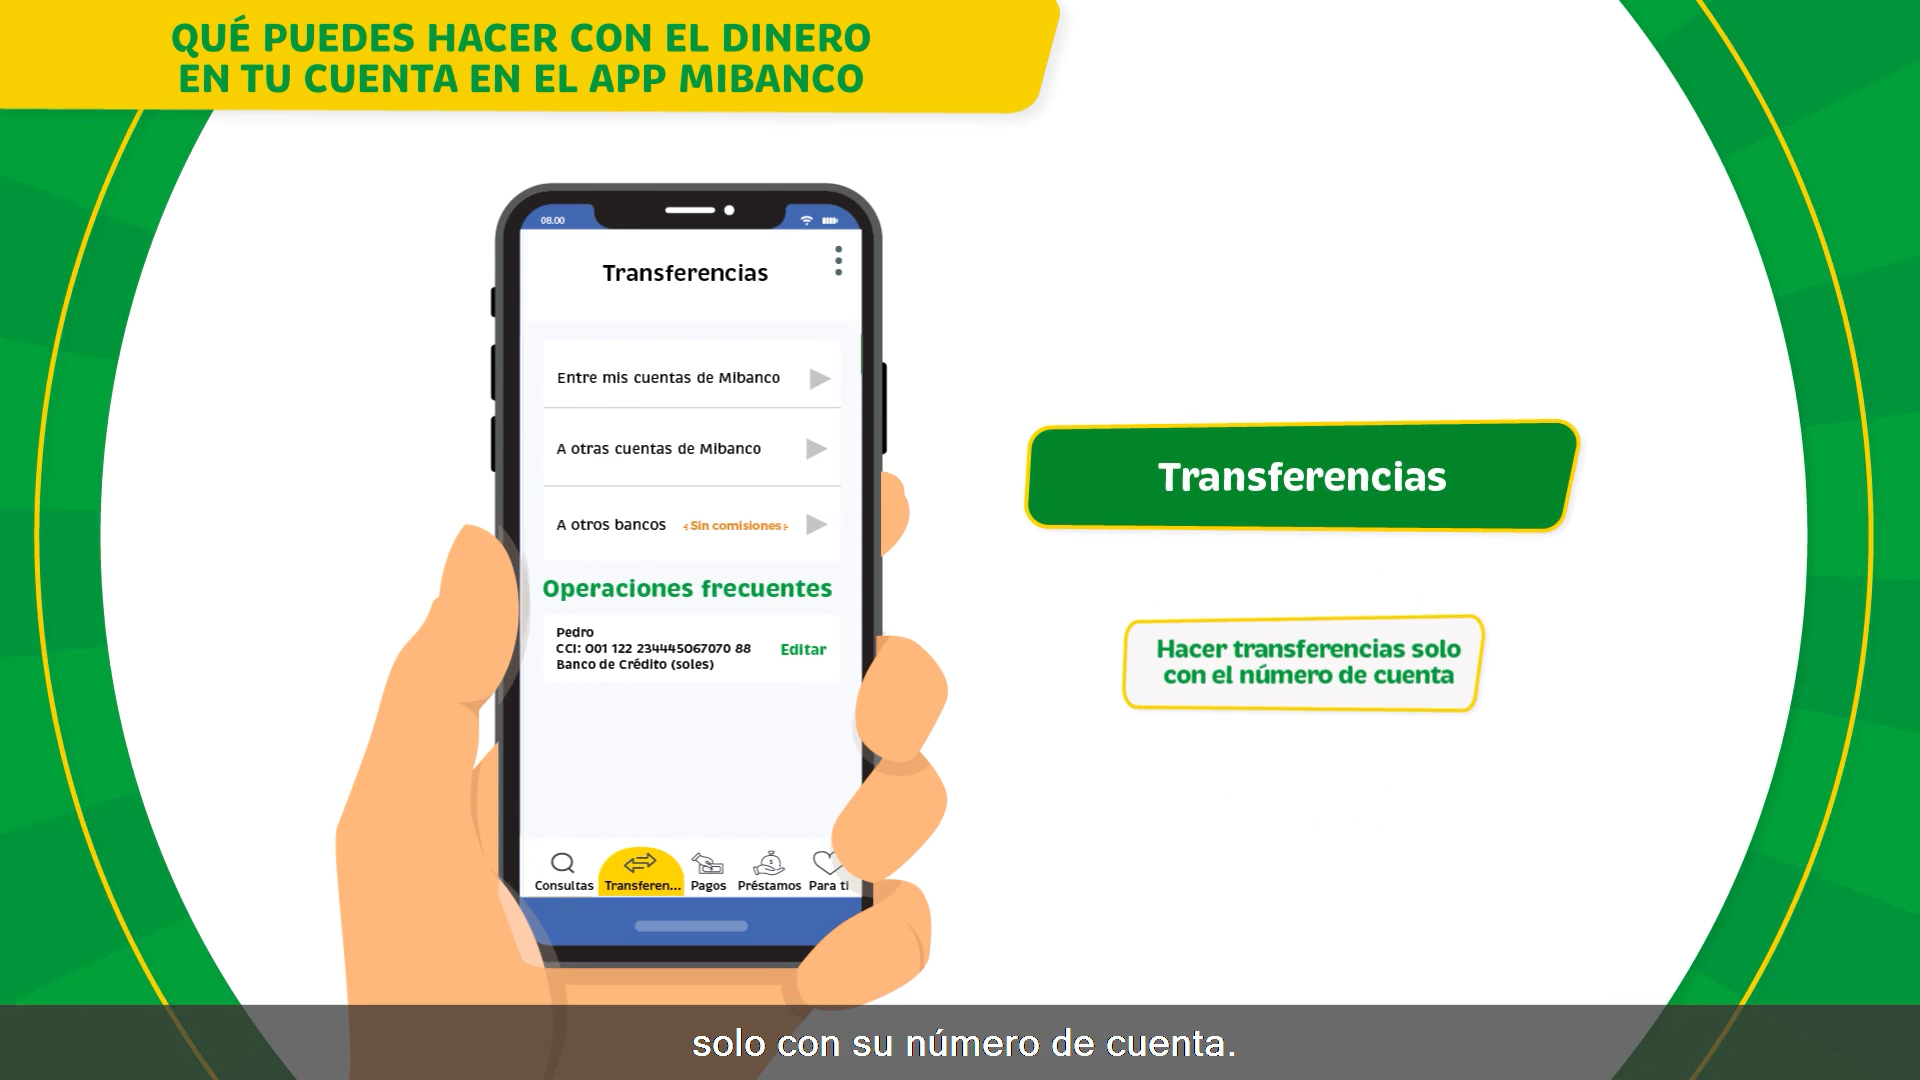 QUÉ PUEDES HACER CON EL DINERO
EN TU CUENTA EN EL APP MIBANCO
08.00
Transferencias
Entre mis cuentas de Mibanco
A otras cuentas de Mibanco
A otros bancos Sin comisiones
Operaciones frecuentes
Pedro
CCI: 001 122 234445067070 88
Banco de Crédito (soles)
Editar
Consultas Transferen... Pagos Préstamos Para ti
Transferencias
Hacer transferencias solo
con el número de cuenta
solo con su número de cuenta.